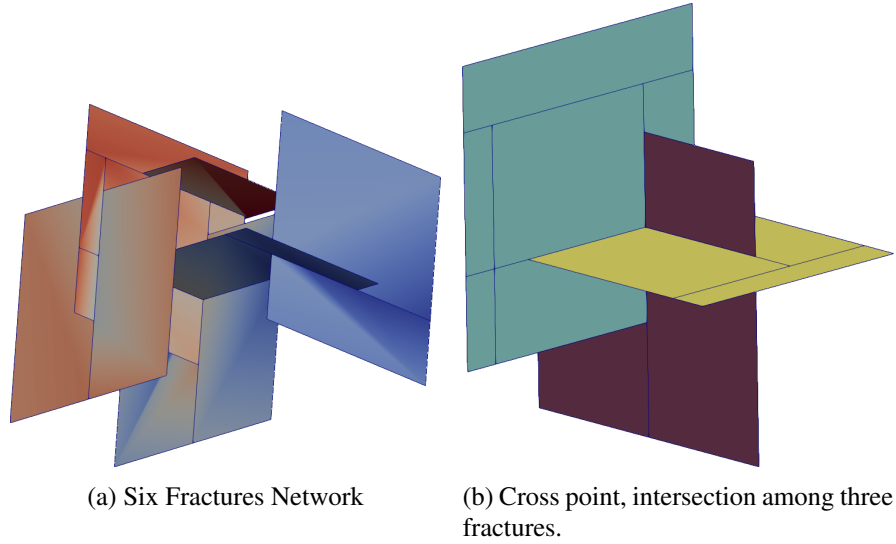 (a) Six Fractures Network
(b) Cross point, intersection among three
fractures.